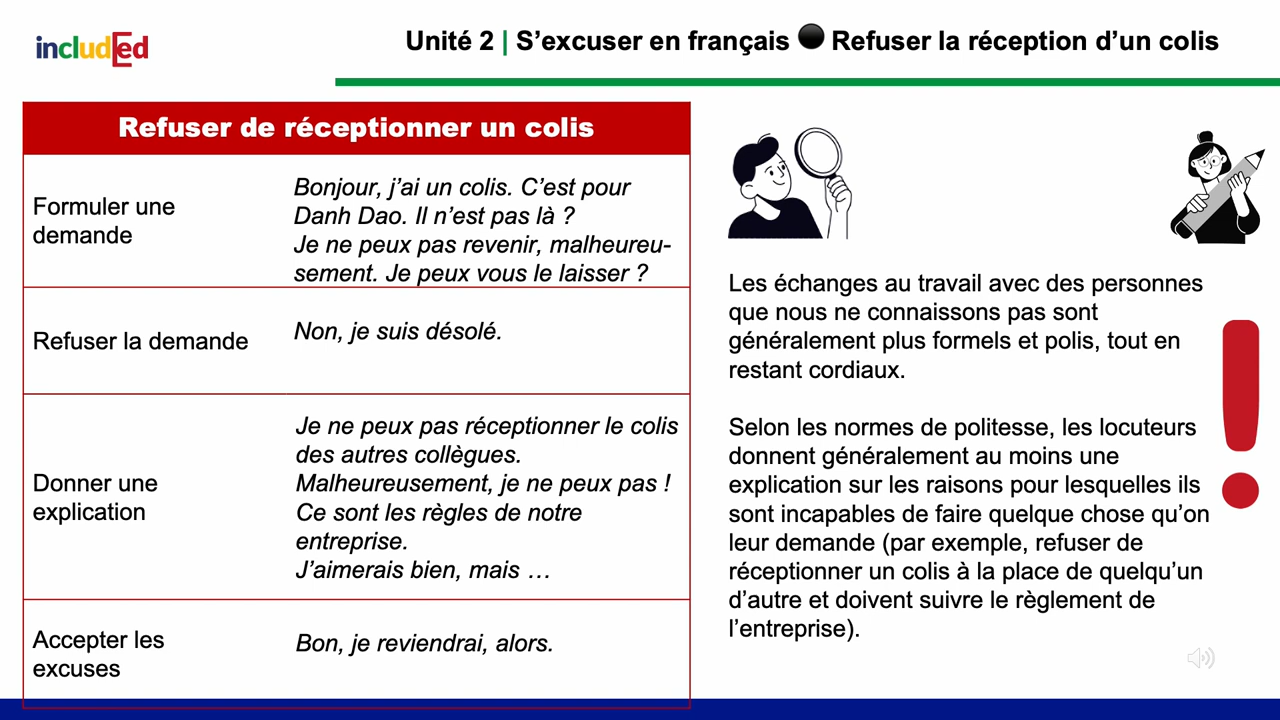 includEd
Unité 2 | S’excuser en français ⚫ Refuser la réception d’un colis
Refuser de réceptionner un colis
Formuler une
demande
Bonjour, j’ai un colis. C’est pour
Danh Dao. Il n’est pas là ?
Je ne peux pas revenir, malheureu-
sement. Je peux vous le laisser ?
Refuser la demande
Non, je suis désolé.
Donner une
explication
Je ne peux pas réceptionner le colis
des autres collègues.
Malheureusement, je ne peux pas !
Ce sont les règles de notre
entreprise.
J’aimerais bien, mais …
Accepter les
excuses
Bon, je reviendrai, alors.
Les échanges au travail avec des personnes
que nous ne connaissons pas sont
généralement plus formels et polis, tout en
restant cordiaux.
Selon les normes de politesse, les locuteurs
donnent généralement au moins une
explication sur les raisons pour lesquelles ils
sont incapables de faire quelque chose qu’on
leur demande (par exemple, refuser de
réceptionner un colis à la place de quelqu’un
d’autre et doivent suivre le règlement de
l’entreprise).
!